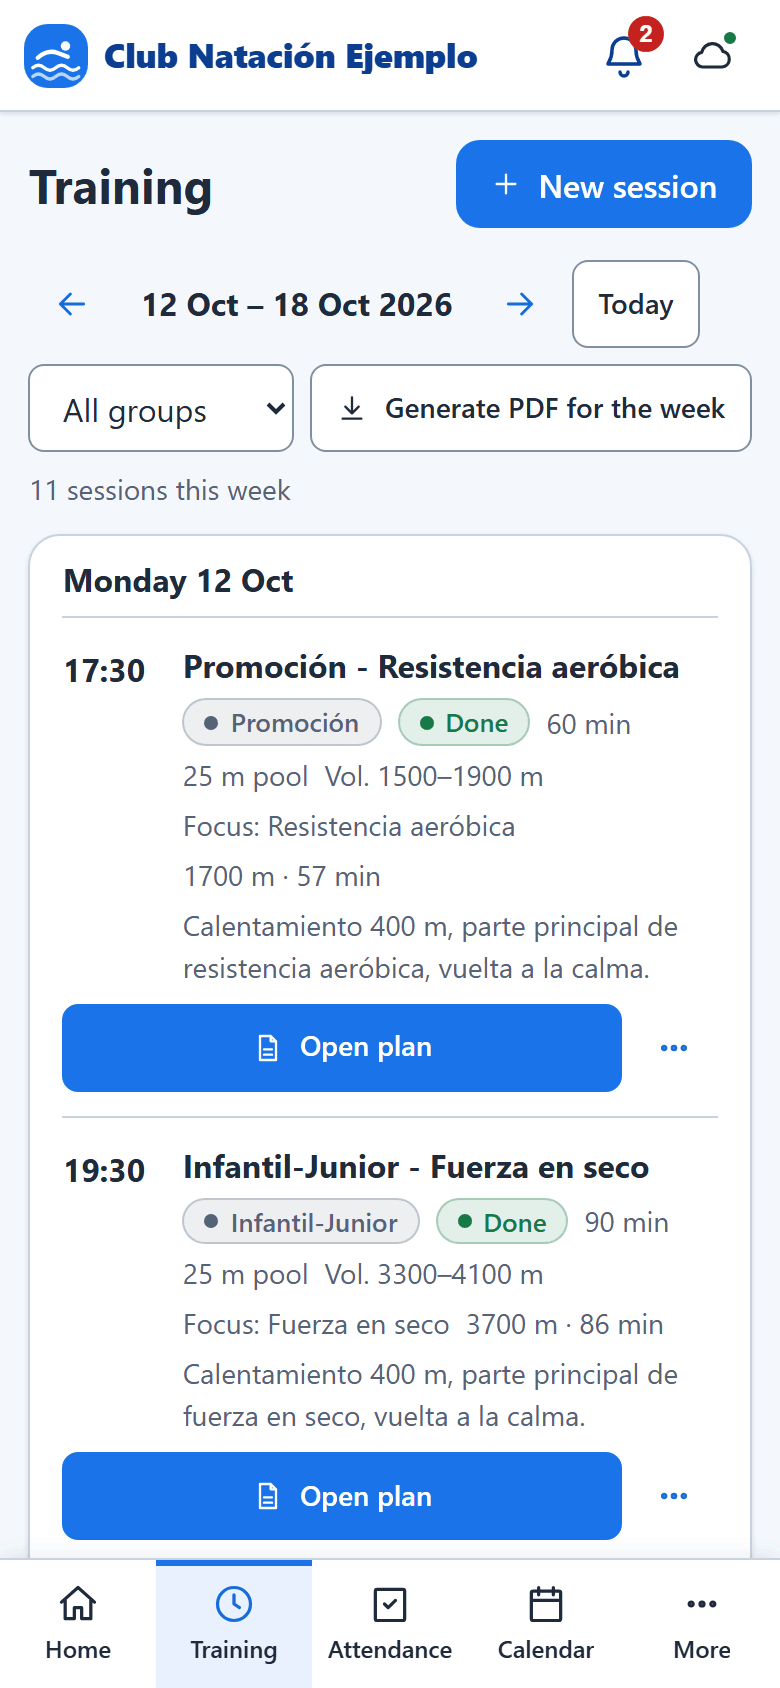 Club Natación Ejemplo
2
Training
New session
12 Oct – 18 Oct 2026
Today
All groups
Generate PDF for the week
11 sessions this week
Monday 12 Oct
17:30
Promoción - Resistencia aeróbica
Promoción
Done
60 min
25 m pool Vol. 1500–1900 m
Focus: Resistencia aeróbica
1700 m · 57 min
Calentamiento 400 m, parte principal de
resistencia aeróbica, vuelta a la calma.
Open plan
19:30
Infantil-Junior - Fuerza en seco
Infantil-Junior
Done
90 min
25 m pool Vol. 3300–4100 m
Focus: Fuerza en seco 3700 m · 86 min
Calentamiento 400 m, parte principal de
fuerza en seco, vuelta a la calma.
Open plan
Home
Training
Attendance
Calendar
More